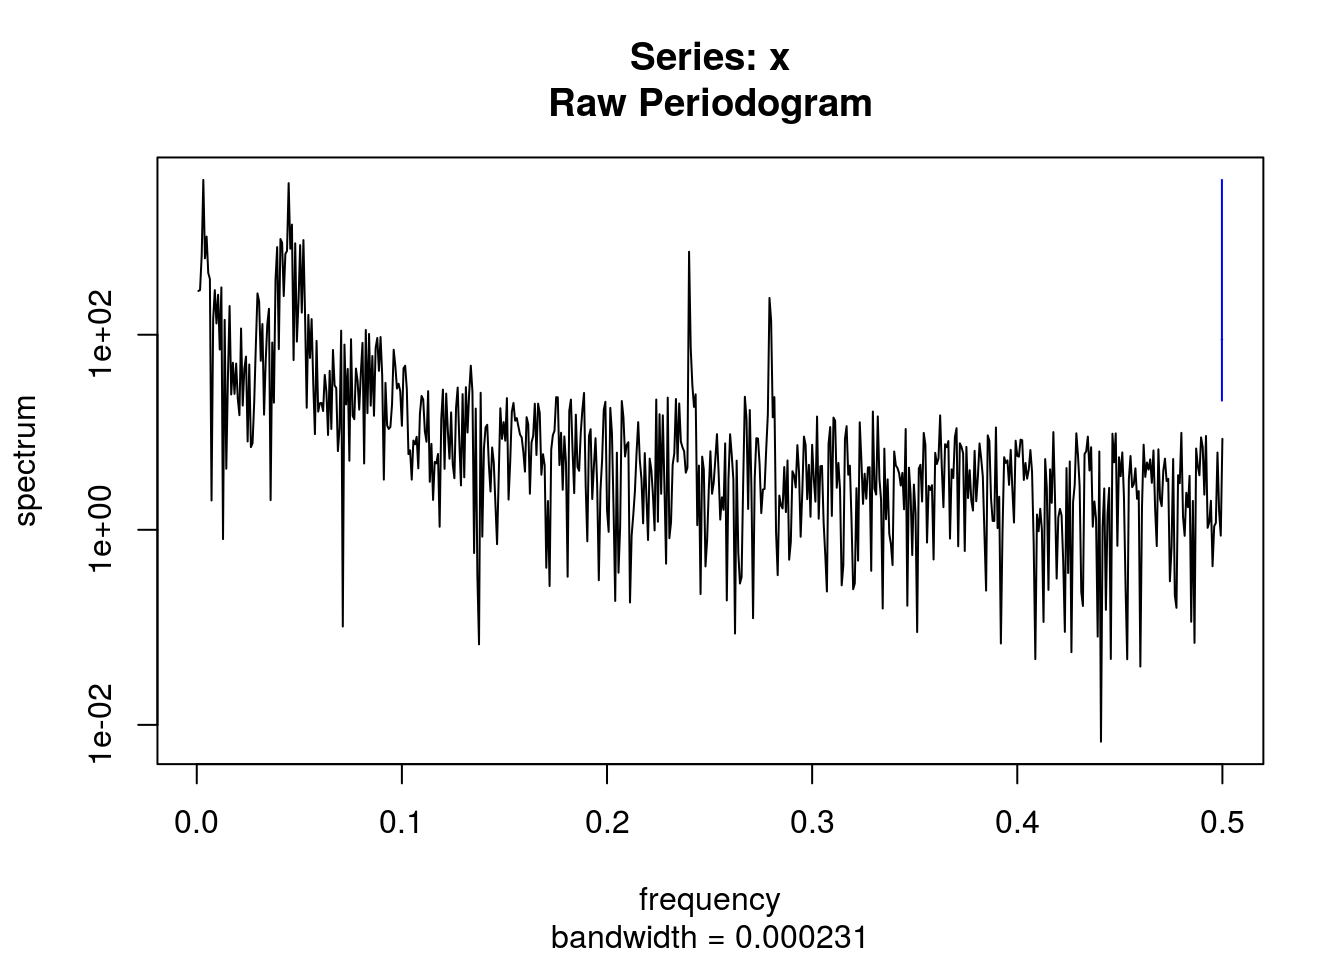 Series: x
Raw Periodogram
spectrum
1e+02
1e+00
1e-02
0.0 0.1 0.2 0.3 0.4 0.5
frequency
bandwidth = 0.000231